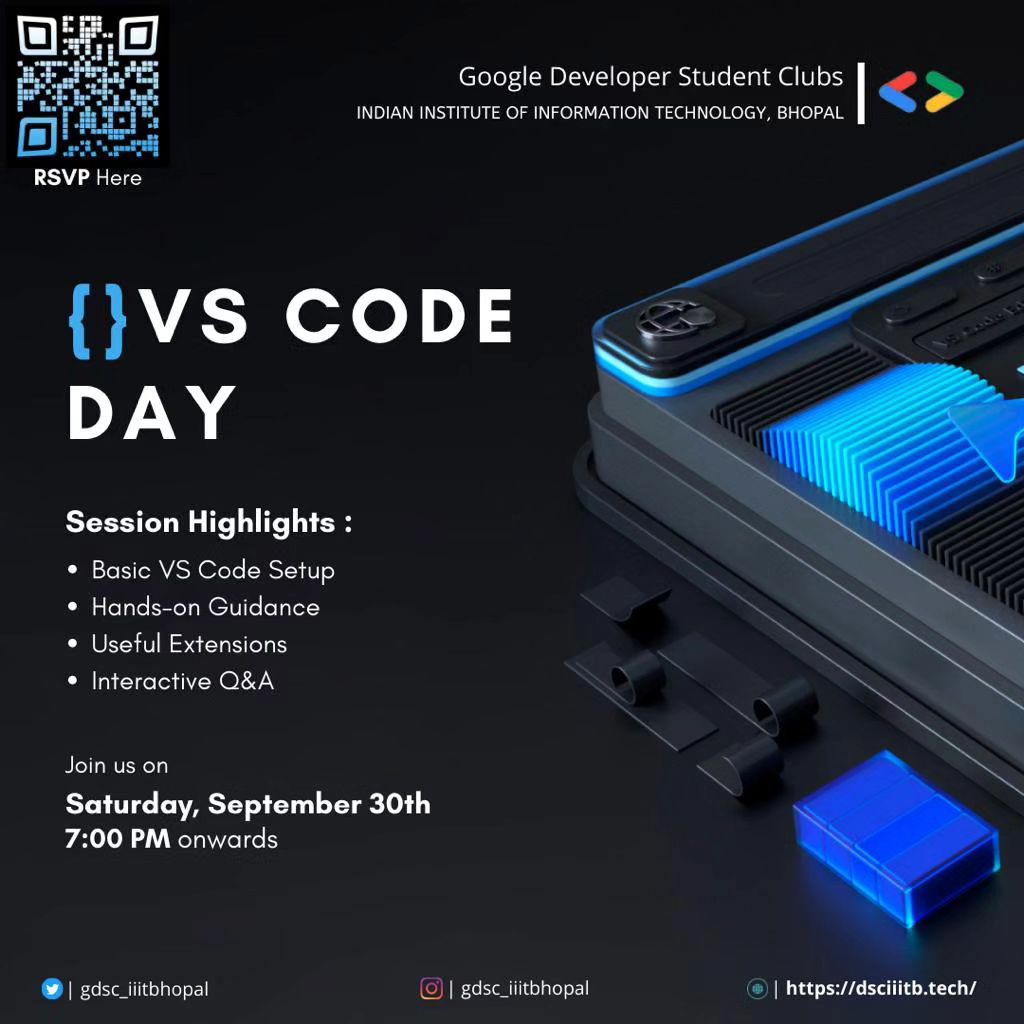 RSVP Here
Google Developer Student Clubs
INDIAN INSTITUTE OF INFORMATION TECHNOLOGY, BHOPAL
{ } VS CODE
DAY
Session Highlights :
• Basic VS Code Setup
• Hands-on Guidance
• Useful Extensions
• Interactive Q&A
Join us on
Saturday, September 30th
7:00 PM onwards
| gdsc_iiitbhopal
| gdsc_iiitbhopal
| https://dsciiitb.tech/
VS Code